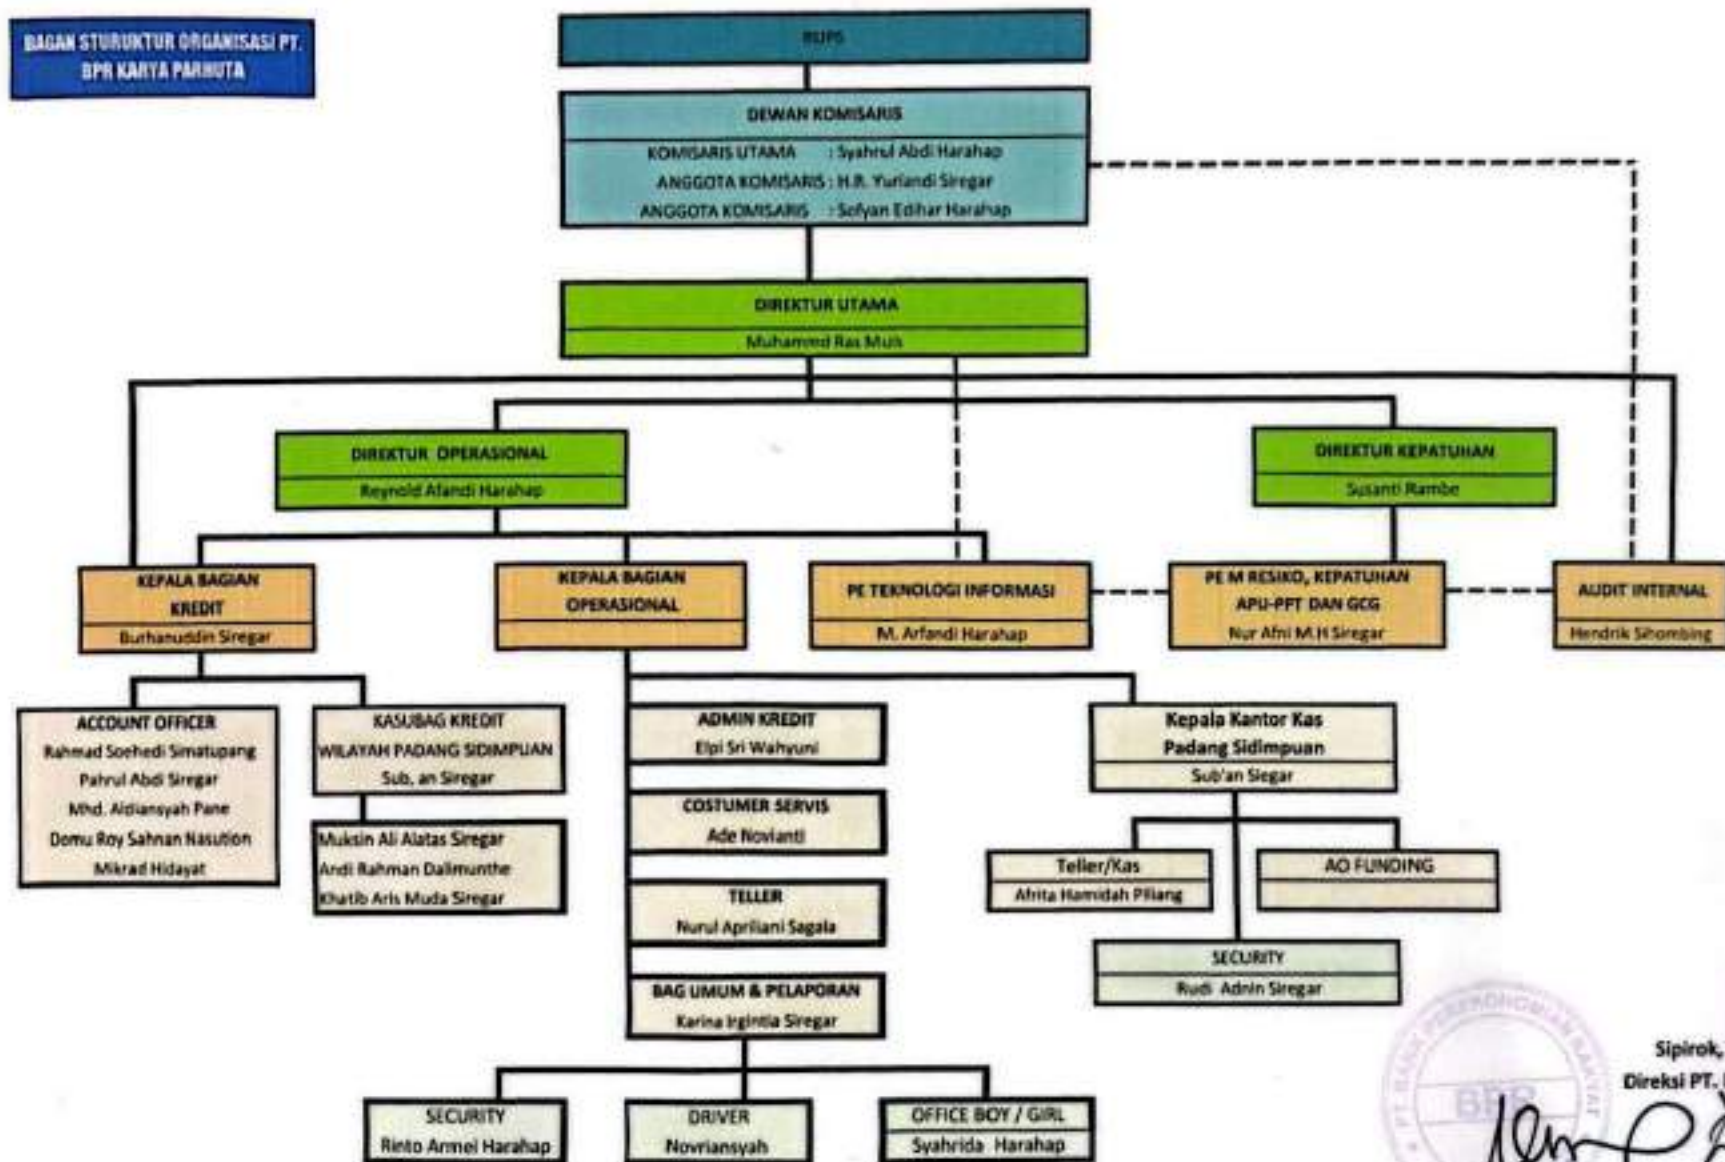 BAGAN STURUKTUR ORGANISASI PT.
BPR KARYA PARHUTA
RUPS
DEWAN KOMISARIS
KOMISARIS UTAMA : Syahrul Abdi Harahap
ANGGOTA KOMISARIS : H.R. Yuriandi Siregar
ANGGOTA KOMISARIS : Sofyan Edihar Harahap
DIREKTUR UTAMA
Muhammd Ras Muis
DIREKTUR OPERASIONAL
Reynold Afandi Harahap
DIREKTUR KEPATUHAN
Susanti Rambe
KEPALA BAGIAN
KREDIT
Burhanuddin Siregar
KEPALA BAGIAN
OPERASIONAL
PE TEKNOLOGI INFORMASI
M. Arfandi Harahap
PE M RESIKO, KEPATUHAN
APU-PPT DAN GCG
Nur Afni M.H Siregar
AUDIT INTERNAL
Hendrik Sihombing
ACCOUNT OFFICER
Rahmad Soehedi Simatupang
Pahrul Abdi Siregar
Mhd. Aldiansyah Pane
Domu Roy Sahnan Nasution
Mikrad Hidayat
KASUBAG KREDIT
WILAYAH PADANG SIDIMPUAN
Sub, an Siregar
Muksin Ali Alatas Siregar
Andi Rahman Dalimunthe
Khatib Aris Muda Siregar
ADMIN KREDIT
Elpi Sri Wahyuni
COSTUMER SERVIS
Ade Novianti
TELLER
Nurul Apriliani Sagala
BAG UMUM & PELAPORAN
Karina Irgintia Siregar
Kepala Kantor Kas
Padang Sidimpuan
Sub'an Siegar
Teller/Kas
Afrita Hamidah Piliang
AO FUNDING
SECURITY
Rudi Adnin Siregar
SECURITY
Rinto Armei Harahap
DRIVER
Novriansyah
OFFICE BOY / GIRL
Syahrida Harahap
Sipirok,
Direksi PT.
PT. BANK PEREKONOMIAN RAKYAT
BPR